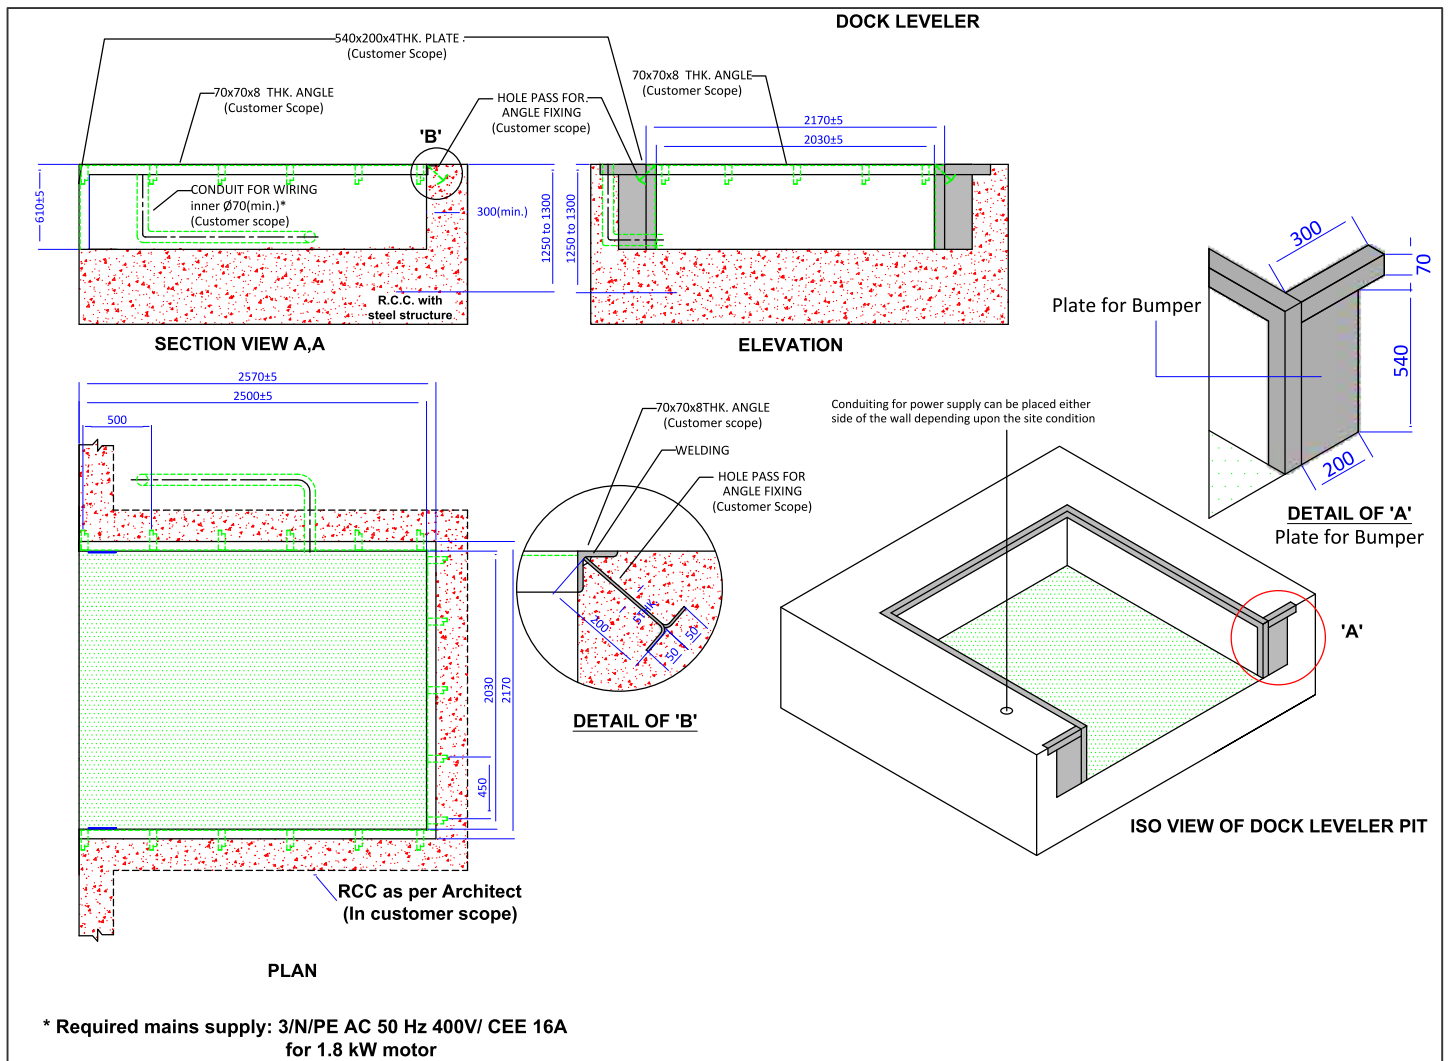 DOCK LEVELER
540x200x4THK. PLATE .
(Customer Scope)
70x70x8  THK. ANGLE
(Customer Scope)
HOLE PASS FOR.
ANGLE FIXING
(Customer scope)
70x70x8  THK. ANGLE
(Customer Scope)
'B'
610±5
CONDUIT FOR WIRING
inner Ø70(min.)*
(Customer scope)
300(min.)
1250 to 1300
R.C.C. with
steel structure
SECTION VIEW A,A
2170±5
2030±5
1250 to 1300
ELEVATION
300
70
Plate for Bumper
540
200
DETAIL OF 'A'
Plate for Bumper
2570±5
2500±5
500
2030
2170
450
RCC as per Architect
(In customer scope)
PLAN
70x70x8THK. ANGLE
(Customer scope)
WELDING
HOLE PASS FOR
ANGLE FIXING
(Customer Scope)
5THK.
200
50
50
DETAIL OF 'B'
Conduiting for power supply can be placed either
side of the wall depending upon the site condition
'A'
ISO VIEW OF DOCK LEVELER PIT
* Required mains supply: 3/N/PE AC 50 Hz 400V/ CEE 16A
for 1.8 kW motor